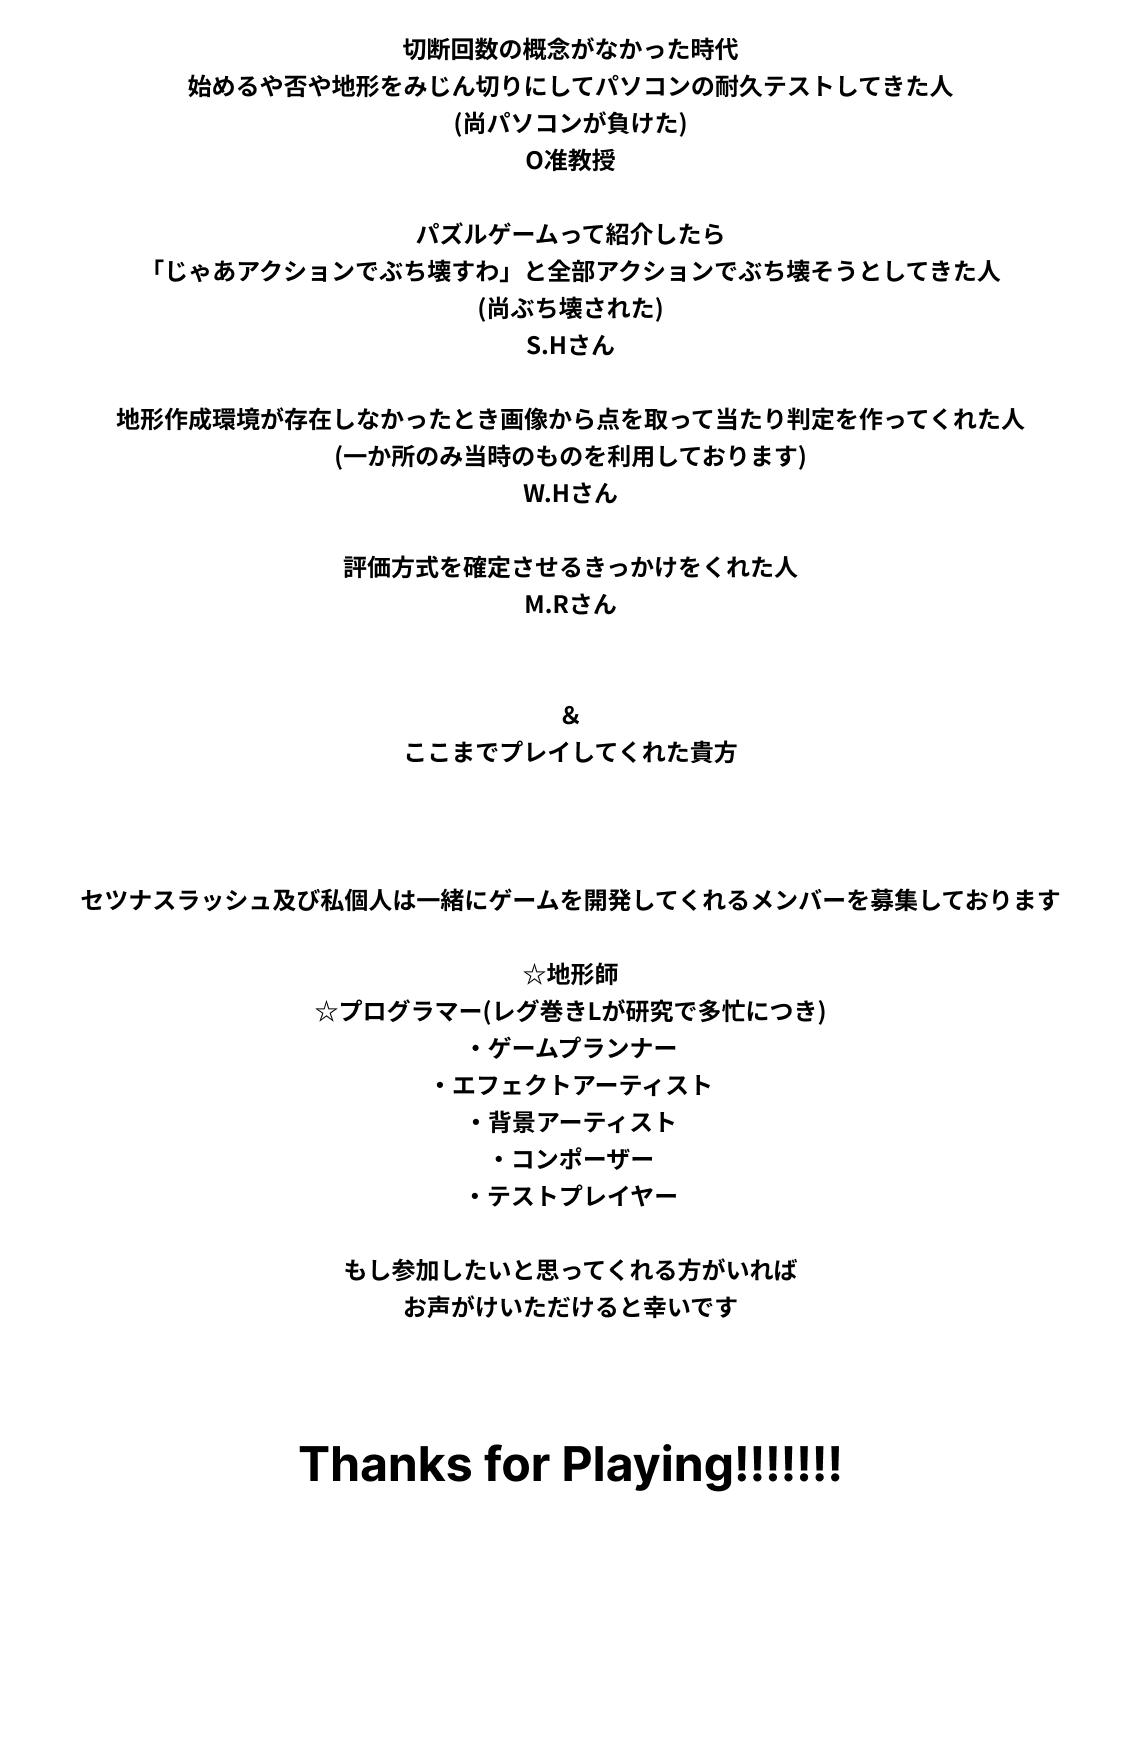 切断回数の概念がなかった時代
始めるや否や地形をみじん切りにしてパソコンの耐久テストしてきた人
(尚パソコンが負けた)
O准教授
パズルゲームって紹介したら
「じゃあアクションでぶち壊すわ」と全部アクションでぶち壊そうとしてきた人
(尚ぶち壊された)
S.Hさん
地形作成環境が存在しなかったとき画像から点を取って当たり判定を作ってくれた人
(一か所のみ当時のものを利用しております)
W.Hさん
評価方式を確定させるきっかけをくれた人
M.Rさん
&
ここまでプレイしてくれた貴方
セツナスラッシュ及び私個人は一緒にゲームを開発してくれるメンバーを募集しております
☆地形師
☆プログラマー(レグ巻きLが研究で多忙につき)
・ゲームプランナー
・エフェクトアーティスト
・背景アーティスト
・コンポーザー
・テストプレイヤー
もし参加したいと思ってくれる方がいれば
お声がけいただけると幸いです
Thanks for Playing!!!!!!!